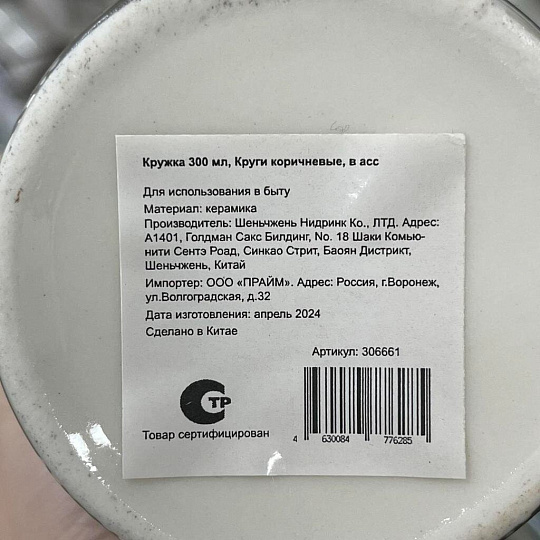 Кружка 300 мл, Круги коричневые, в асс
Для использования в быту
Материал: керамика
Производитель: Шеньчжень Нидринк Ко., ЛТД. Адрес:
А1401, Голдман Сакс Билдинг, No. 18 Шаки Комью-
нити Сентэ Роад, Синкао Стрит, Баоян Дистрикт,
Шеньчжень, Китай
Импортер: ООО «ПРАЙМ». Адрес: Россия, г.Воронеж,
ул.Волгоградская, д.32
Дата изготовления: апрель 2024
Сделано в Китае
Артикул: 306661
СТР
Товар сертифицирован
4 630084 776285